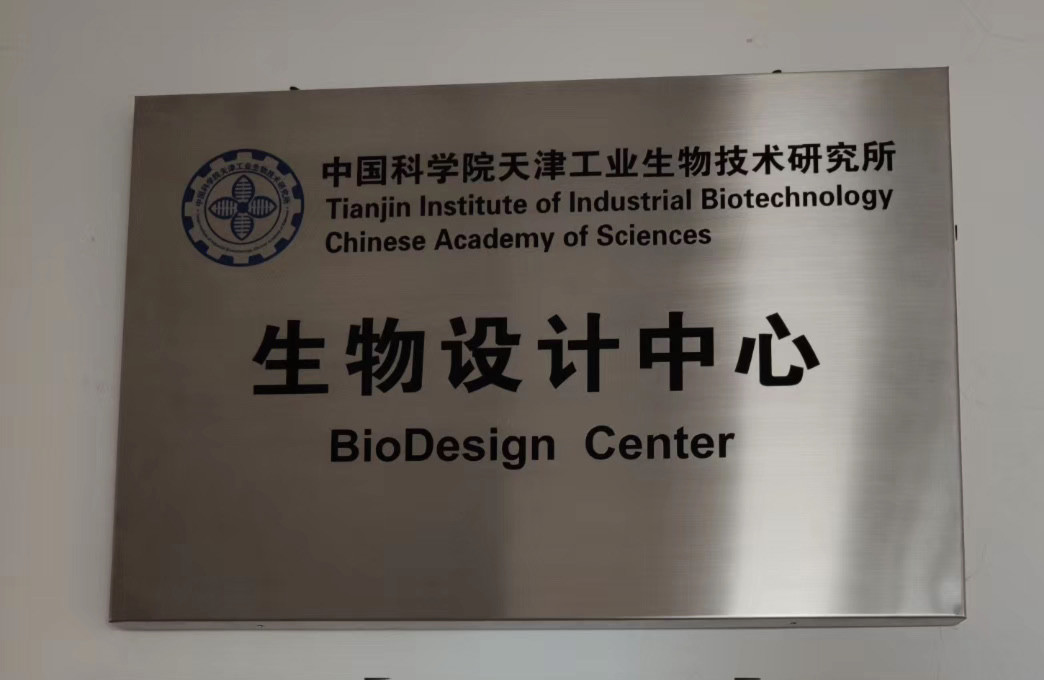 中国科学院天津工业生物技术研究所
Tianjin Institute of Industrial Biotechnology
Chinese Academy of Sciences
生物设计中心
BioDesign Center